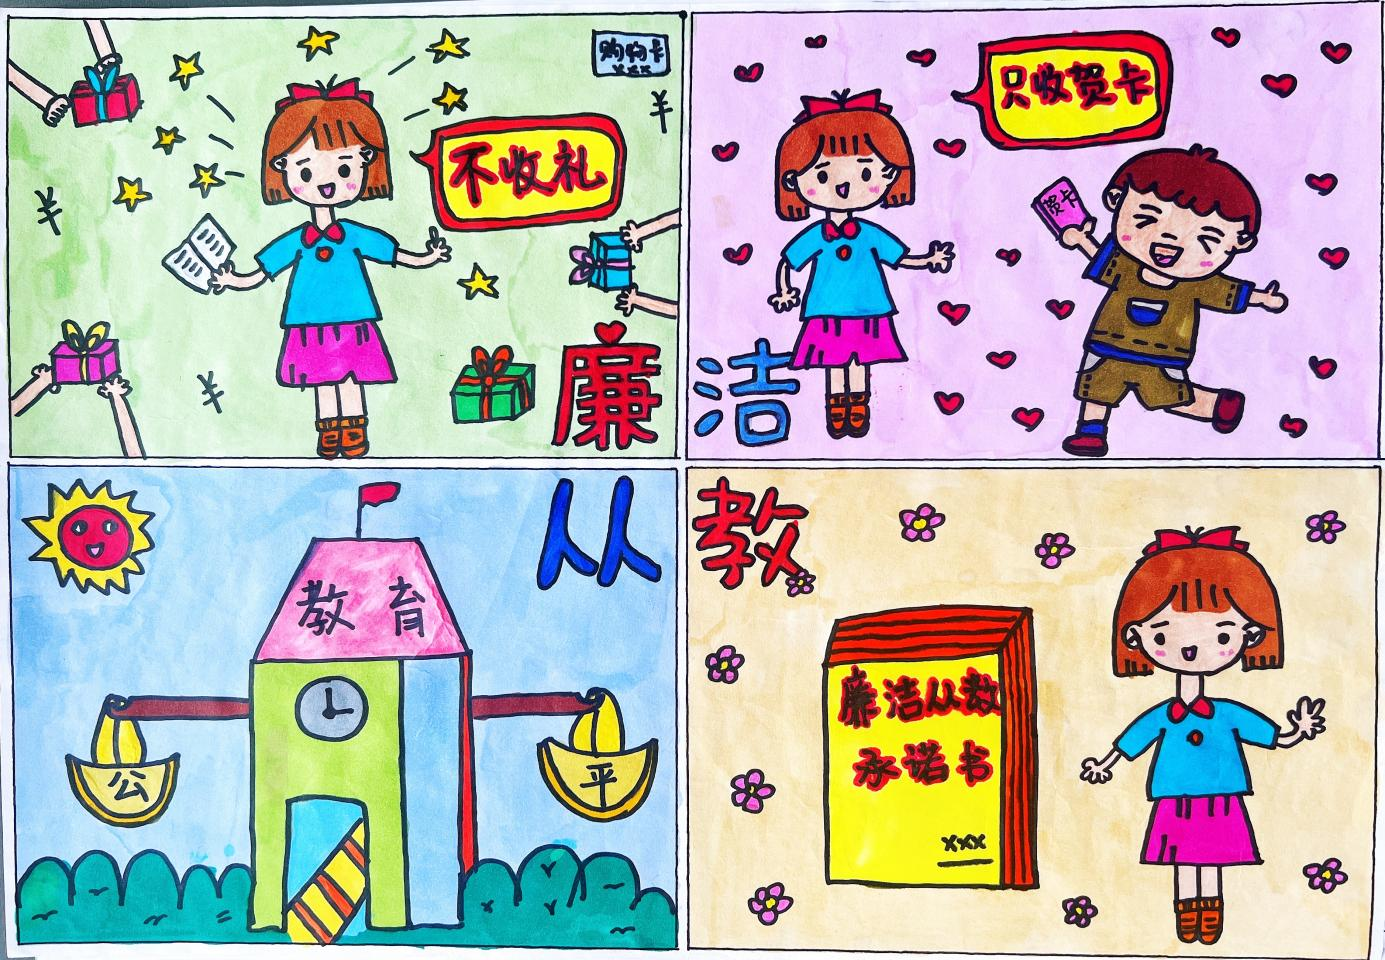 购物卡
×××
¥
不收礼
¥
¥
廉
只收贺卡
贺卡
洁
从
教育
公
平
教
廉洁从教
承诺书
×××